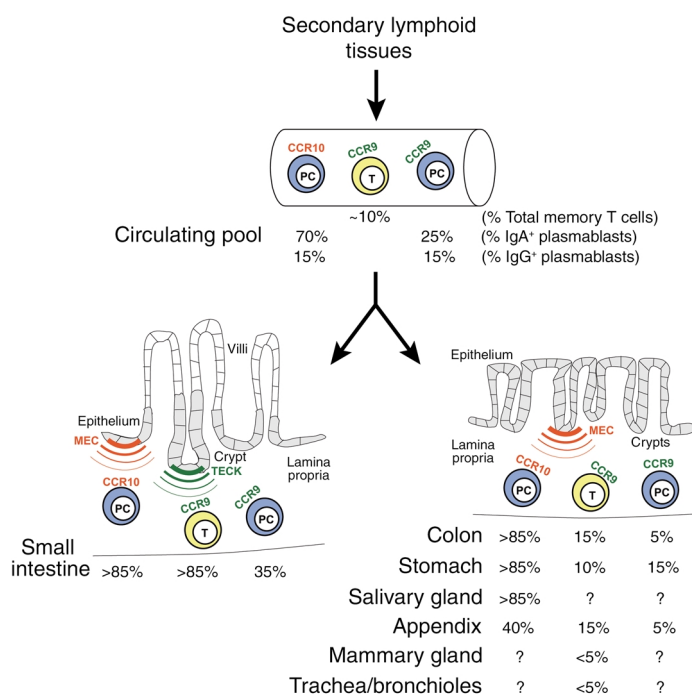 Secondary lymphoid
tissues
CCR10 CCR9 CCR9
PC T PC
~10% (% Total memory T cells)
Circulating pool 70% 25% (% IgA+ plasmablasts)
15% 15% (% IgG+ plasmablasts)
Villi
Epithelium
MEC
Crypt
TECK
Lamina
propria
CCR10 CCR9 CCR9
PC T PC
Small
intestine >85% >85% 35%
Epithelium
MEC
Lamina
propria
Crypts
CCR10 CCR9 CCR9
PC T PC
Colon >85% 15% 5%
Stomach >85% 10% 15%
Salivary gland >85% ? ?
Appendix 40% 15% 5%
Mammary gland ? <5% ?
Trachea/bronchioles ? <5% ?